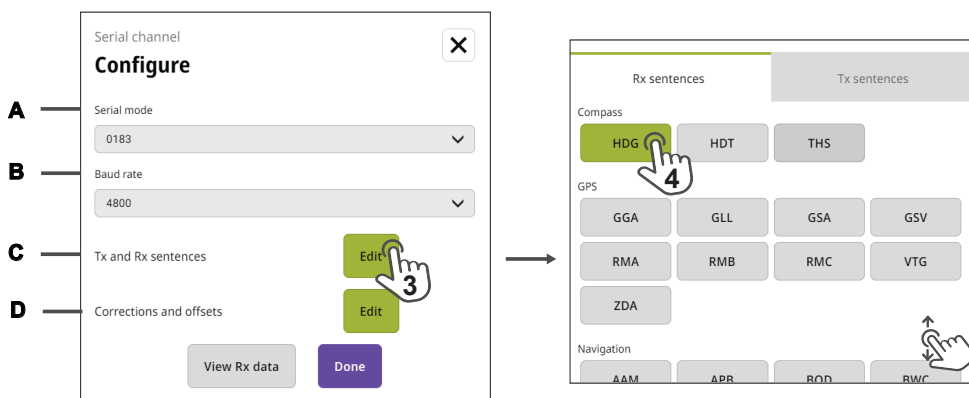 Serial channel
Configure
A
Serial mode
0183
B
Baud rate
4800
C
Tx and Rx sentences
Edit
3
D
Corrections and offsets
Edit
View Rx data
Done
Rx sentences
Tx sentences
Compass
HDG
HDT
THS
4
GPS
GGA
GLL
GSA
GSV
RMA
RMB
RMC
VTG
ZDA
Navigation
AAM
APB
BOD
BWC